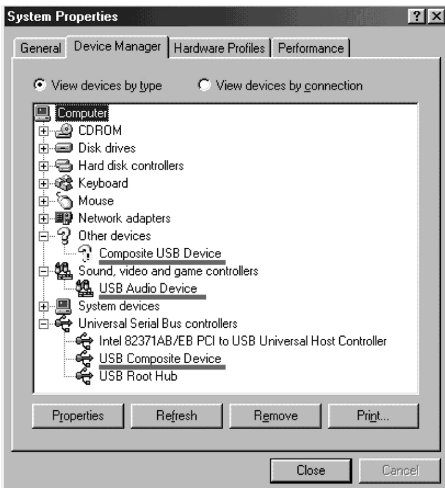 System Properties
General Device Manager Hardware Profiles Performance
View devices by type View devices by connection
Computer
CDROM
Disk drives
Hard disk controllers
Keyboard
Mouse
Network adapters
Other devices
Composite USB Device
Sound, video and game controllers
USB Audio Device
System devices
Universal Serial Bus controllers
Intel 82371AB/EB PCI to USB Universal Host Controller
USB Composite Device
USB Root Hub
Properties Refresh Remove Print...
Close Cancel